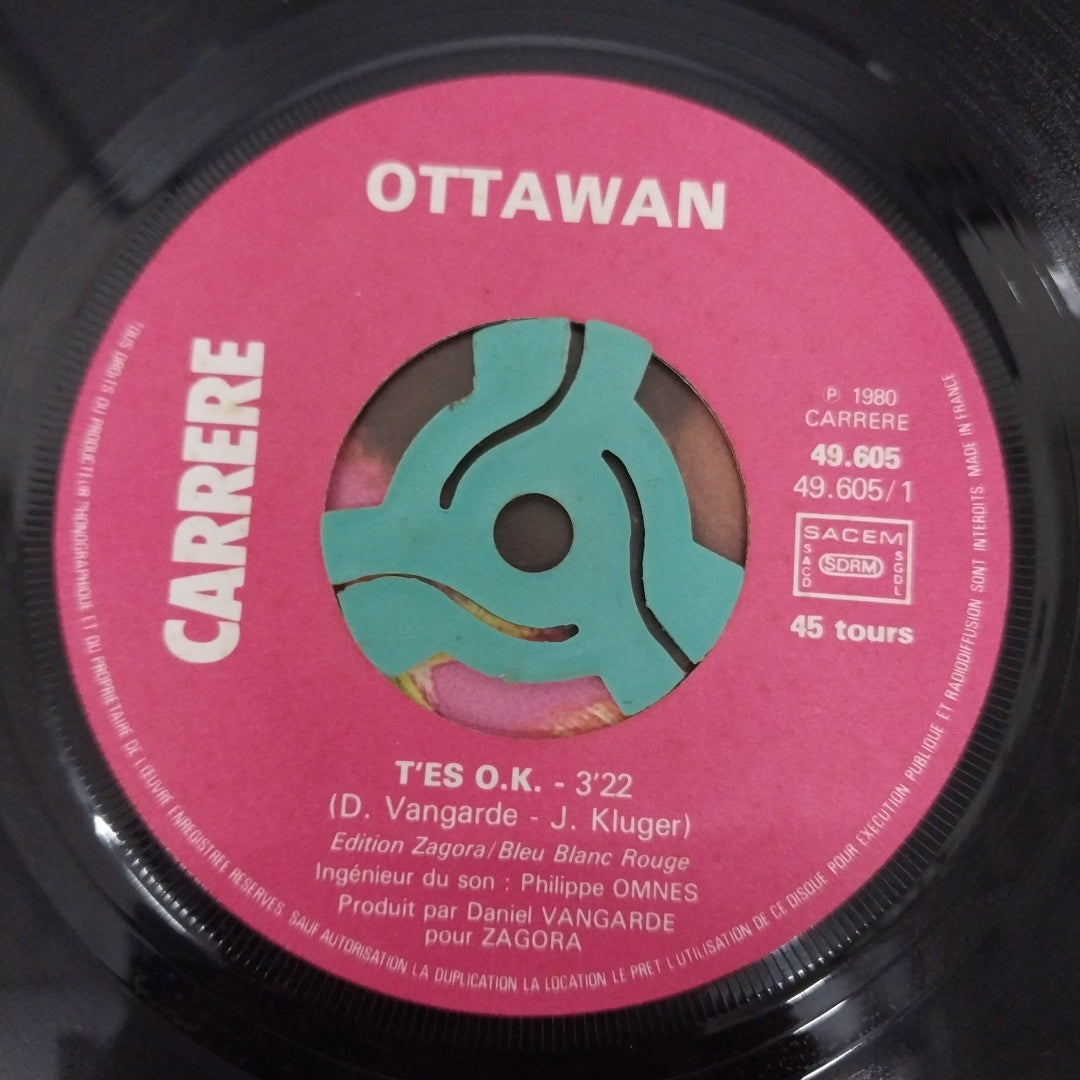 OTTAWAN
CARRERE
℗ 1980
CARRERE
49.605
49.605/1
SACEM
SACD
SDRM
SGDL
45 tours
T'ES O.K. - 3'22
(D. Vangarde - J. Kluger)
Edition Zagora/Bleu Blanc Rouge
Ingénieur du son : Philippe OMNES
Produit par Daniel VANGARDE
pour ZAGORA
TOUS DROITS DU PRODUCTEUR PHONOGRAPHIQUE ET DU PROPRIETAIRE DE L'ŒUVRE ENREGISTREE RESERVES. SAUF AUTORISATION LA DUPLICATION LA LOCATION LE PRET L'UTILISATION DE CE DISQUE POUR EXECUTION PUBLIQUE ET RADIODIFFUSION SONT INTERDITS MADE IN FRANCE